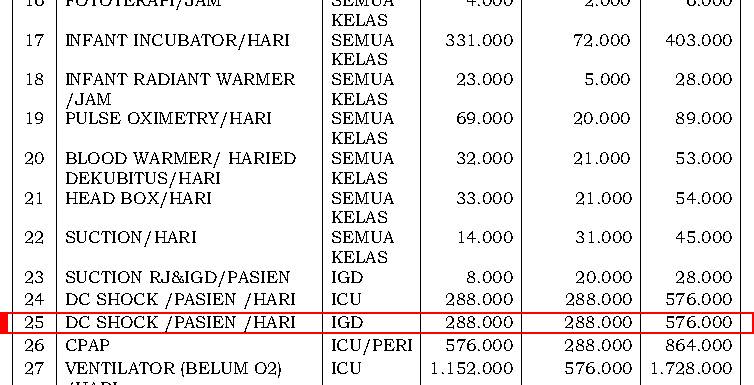 FOTOTERAPI/JAM SEMUA
KELAS
17 INFANT INCUBATOR/HARI SEMUA 331.000 72.000 403.000
KELAS
18 INFANT RADIANT WARMER SEMUA 23.000 5.000 28.000
/JAM KELAS
19 PULSE OXIMETRY/HARI SEMUA 69.000 20.000 89.000
KELAS
20 BLOOD WARMER/ HARIED SEMUA 32.000 21.000 53.000
DEKUBITUS/HARI KELAS
21 HEAD BOX/HARI SEMUA 33.000 21.000 54.000
KELAS
22 SUCTION/HARI SEMUA 14.000 31.000 45.000
KELAS
23 SUCTION RJ&IGD/PASIEN IGD 8.000 20.000 28.000
24 DC SHOCK /PASIEN /HARI ICU 288.000 288.000 576.000
25 DC SHOCK /PASIEN /HARI IGD 288.000 288.000 576.000
26 CPAP ICU/PERI 576.000 288.000 864.000
27 VENTILATOR (BELUM O2) ICU 1.152.000 576.000 1.728.000
/HARI